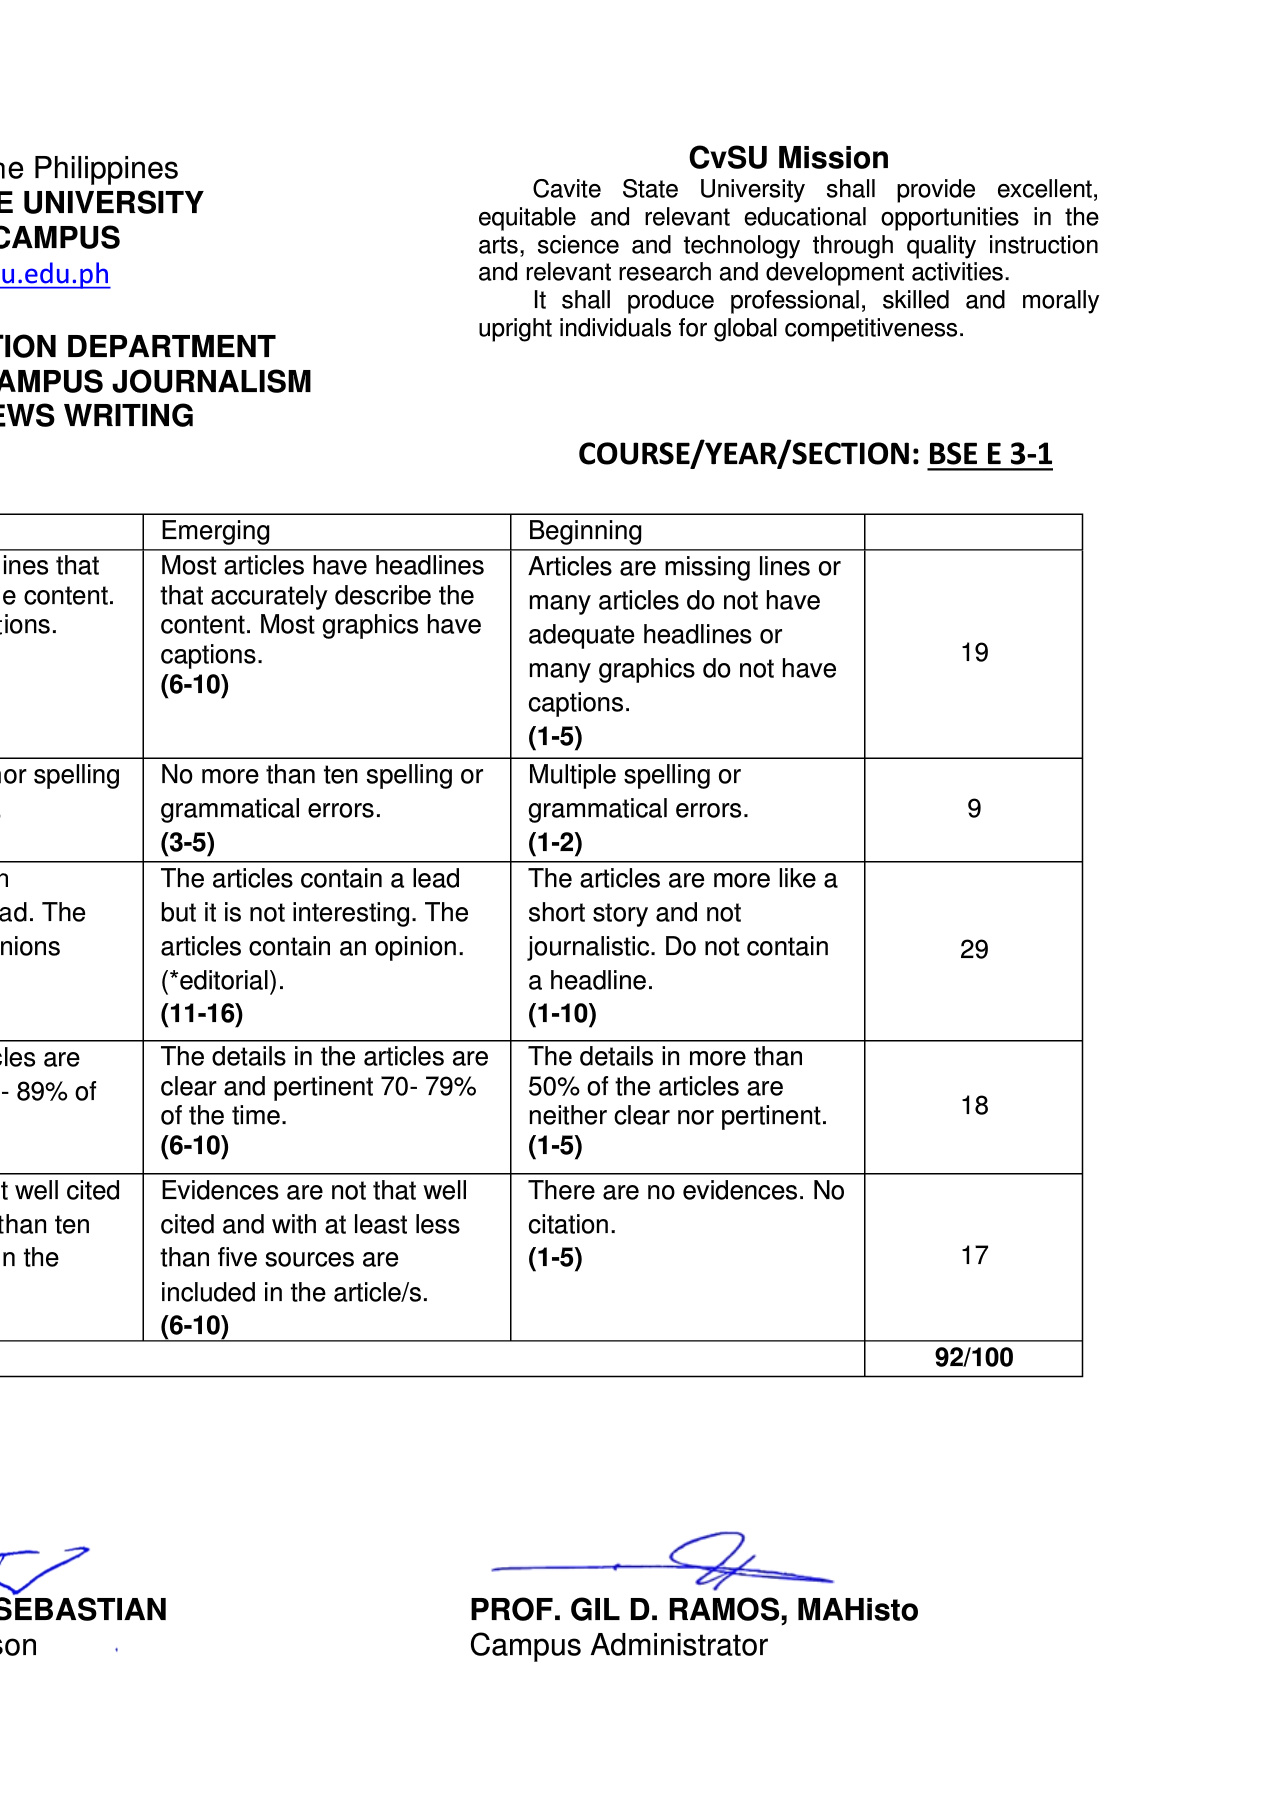 he Philippines
E UNIVERSITY
CAMPUS
u.edu.ph
TION DEPARTMENT
AMPUS JOURNALISM
EWS WRITING
CvSU Mission
Cavite State University shall provide excellent,
equitable and relevant educational opportunities in the
arts, science and technology through quality instruction
and relevant research and development activities.
It shall produce professional, skilled and morally
upright individuals for global competitiveness.
COURSE/YEAR/SECTION: BSE E 3-1
Emerging
Beginning
ines that
e content.
tions.
Most articles have headlines
that accurately describe the
content. Most graphics have
captions.
(6-10)
Articles are missing lines or
many articles do not have
adequate headlines or
many graphics do not have
captions.
(1-5)
19
nor spelling
No more than ten spelling or
grammatical errors.
(3-5)
Multiple spelling or
grammatical errors.
(1-2)
9
n
ad. The
nions
The articles contain a lead
but it is not interesting. The
articles contain an opinion.
(*editorial).
(11-16)
The articles are more like a
short story and not
journalistic. Do not contain
a headline.
(1-10)
29
cles are
- 89% of
The details in the articles are
clear and pertinent 70- 79%
of the time.
(6-10)
The details in more than
50% of the articles are
neither clear nor pertinent.
(1-5)
18
t well cited
than ten
n the
Evidences are not that well
cited and with at least less
than five sources are
included in the article/s.
(6-10)
There are no evidences. No
citation.
(1-5)
17
92/100
SEBASTIAN
son
PROF. GIL D. RAMOS, MAHisto
Campus Administrator